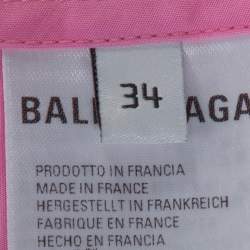 BAL AGA
34
PRODOTTO IN FRANCIA
MADE IN FRANCE
HERGESTELLT IN FRANKREICH
FABRIQUE EN FRANCE
HECHO EN FRANCIA